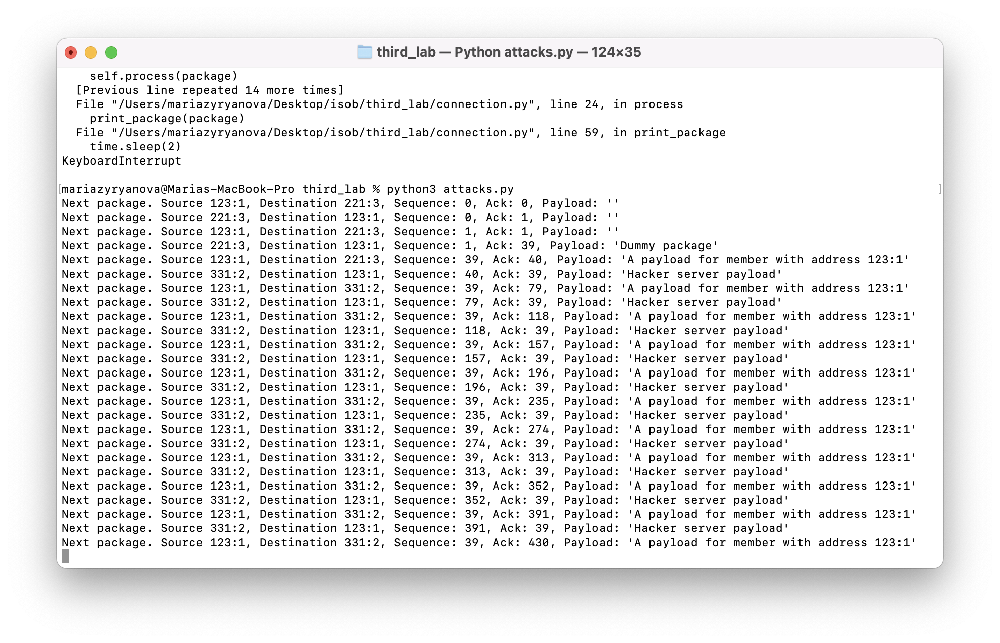 third_lab — Python attacks.py — 124×35
    self.process(package)
  [Previous line repeated 14 more times]
  File "/Users/mariazyryanova/Desktop/isob/third_lab/connection.py", line 24, in process
    print_package(package)
  File "/Users/mariazyryanova/Desktop/isob/third_lab/connection.py", line 59, in print_package
    time.sleep(2)
KeyboardInterrupt
[mariazyryanova@Marias-MacBook-Pro third_lab % python3 attacks.py ]
Next package. Source 123:1, Destination 221:3, Sequence: 0, Ack: 0, Payload: ''
Next package. Source 221:3, Destination 123:1, Sequence: 0, Ack: 1, Payload: ''
Next package. Source 123:1, Destination 221:3, Sequence: 1, Ack: 1, Payload: ''
Next package. Source 221:3, Destination 123:1, Sequence: 1, Ack: 39, Payload: 'Dummy package'
Next package. Source 123:1, Destination 221:3, Sequence: 39, Ack: 40, Payload: 'A payload for member with address 123:1'
Next package. Source 331:2, Destination 123:1, Sequence: 40, Ack: 39, Payload: 'Hacker server payload'
Next package. Source 123:1, Destination 331:2, Sequence: 39, Ack: 79, Payload: 'A payload for member with address 123:1'
Next package. Source 331:2, Destination 123:1, Sequence: 79, Ack: 39, Payload: 'Hacker server payload'
Next package. Source 123:1, Destination 331:2, Sequence: 39, Ack: 118, Payload: 'A payload for member with address 123:1'
Next package. Source 331:2, Destination 123:1, Sequence: 118, Ack: 39, Payload: 'Hacker server payload'
Next package. Source 123:1, Destination 331:2, Sequence: 39, Ack: 157, Payload: 'A payload for member with address 123:1'
Next package. Source 331:2, Destination 123:1, Sequence: 157, Ack: 39, Payload: 'Hacker server payload'
Next package. Source 123:1, Destination 331:2, Sequence: 39, Ack: 196, Payload: 'A payload for member with address 123:1'
Next package. Source 331:2, Destination 123:1, Sequence: 196, Ack: 39, Payload: 'Hacker server payload'
Next package. Source 123:1, Destination 331:2, Sequence: 39, Ack: 235, Payload: 'A payload for member with address 123:1'
Next package. Source 331:2, Destination 123:1, Sequence: 235, Ack: 39, Payload: 'Hacker server payload'
Next package. Source 123:1, Destination 331:2, Sequence: 39, Ack: 274, Payload: 'A payload for member with address 123:1'
Next package. Source 331:2, Destination 123:1, Sequence: 274, Ack: 39, Payload: 'Hacker server payload'
Next package. Source 123:1, Destination 331:2, Sequence: 39, Ack: 313, Payload: 'A payload for member with address 123:1'
Next package. Source 331:2, Destination 123:1, Sequence: 313, Ack: 39, Payload: 'Hacker server payload'
Next package. Source 123:1, Destination 331:2, Sequence: 39, Ack: 352, Payload: 'A payload for member with address 123:1'
Next package. Source 331:2, Destination 123:1, Sequence: 352, Ack: 39, Payload: 'Hacker server payload'
Next package. Source 123:1, Destination 331:2, Sequence: 39, Ack: 391, Payload: 'A payload for member with address 123:1'
Next package. Source 331:2, Destination 123:1, Sequence: 391, Ack: 39, Payload: 'Hacker server payload'
Next package. Source 123:1, Destination 331:2, Sequence: 39, Ack: 430, Payload: 'A payload for member with address 123:1'